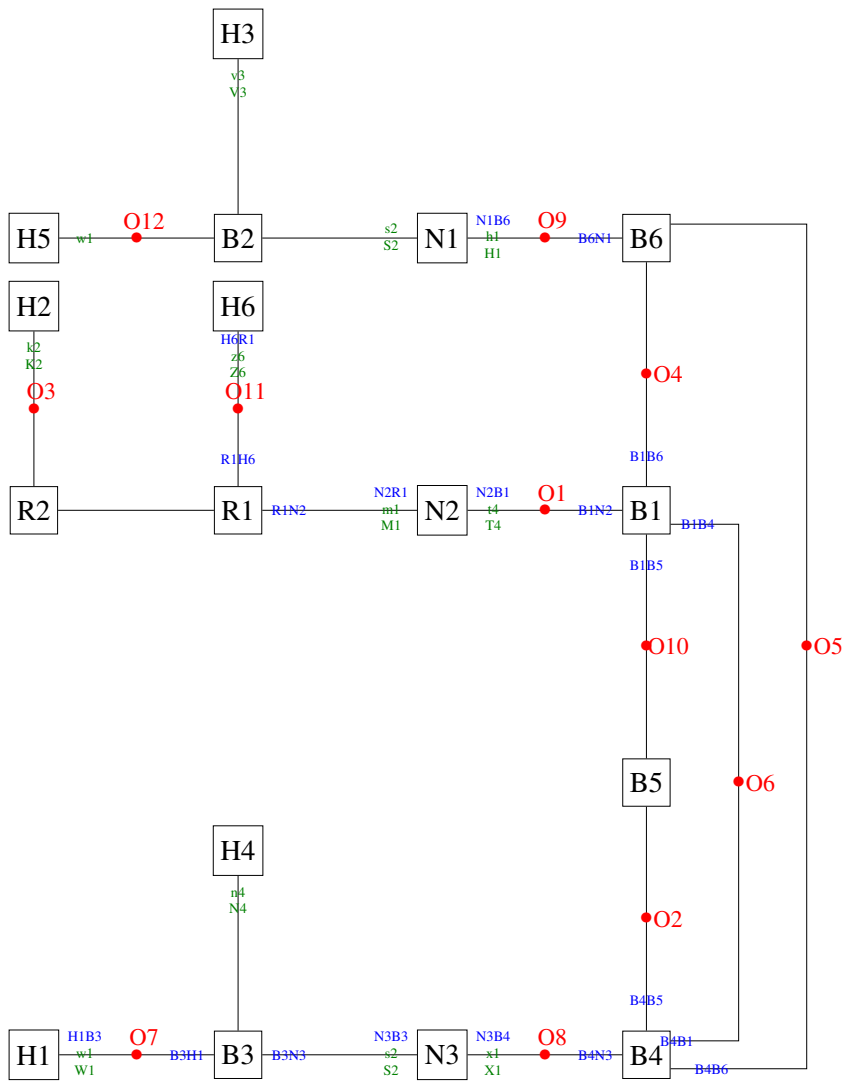 H3
v3
V3
O12
N1B6
O9
H5
w1
B2
s2
S2
N1
h1
H1
B6N1
B6
H2
H6
k2
K2
H6R1
z6
Z6
O3
O11
O4
R1H6
B1B6
R2
R1
R1N2
N2R1
m1
M1
N2
N2B1
t4
T4
O1
B1N2
B1
B1B4
B1B5
O10
O5
B5
O6
H4
n4
N4
O2
B4B5
H1
H1B3
w1
W1
O7
B3H1
B3
B3N3
N3B3
s2
S2
N3
N3B4
x1
X1
O8
B4N3
B4
B4B1
B4B6